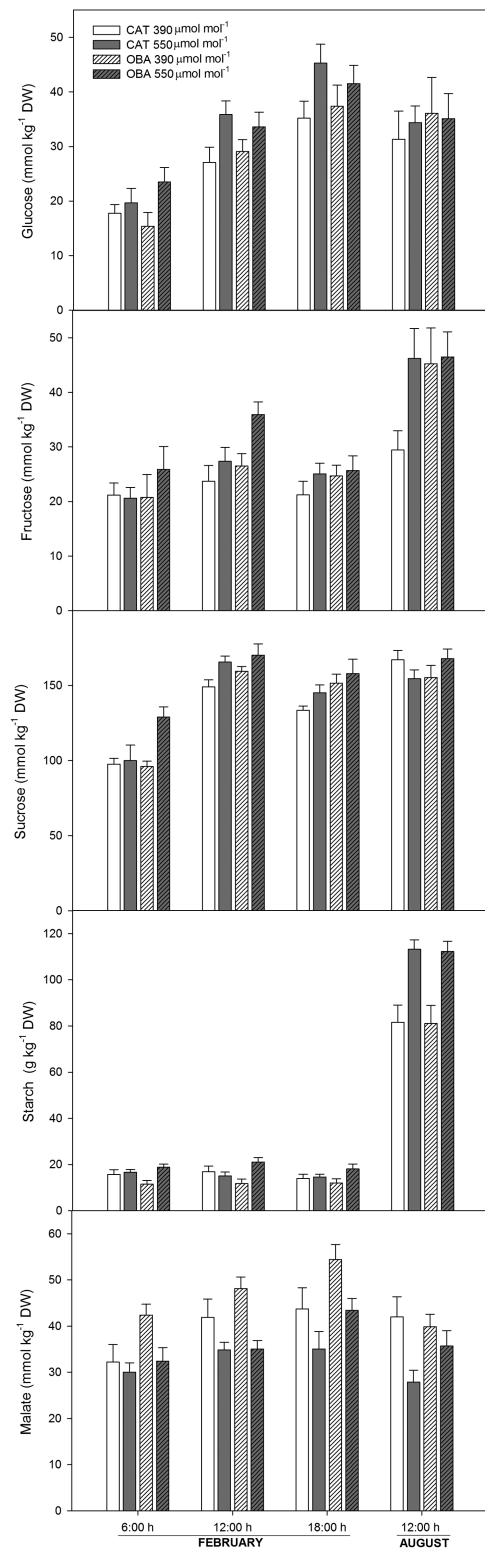 CAT 390 μmol mol⁻¹
CAT 550 μmol mol⁻¹
OBA 390 μmol mol⁻¹
OBA 550 μmol mol⁻¹
Glucose (mmol kg⁻¹ DW)
50
40
30
20
10
0
Fructose (mmol kg⁻¹ DW)
50
40
30
20
10
0
Sucrose (mmol kg⁻¹ DW)
150
100
50
0
Starch (g kg⁻¹ DW)
120
100
80
60
40
20
0
Malate (mmol kg⁻¹ DW)
60
50
40
30
20
10
0
6:00 h 12:00 h 18:00 h 12:00 h
FEBRUARY AUGUST